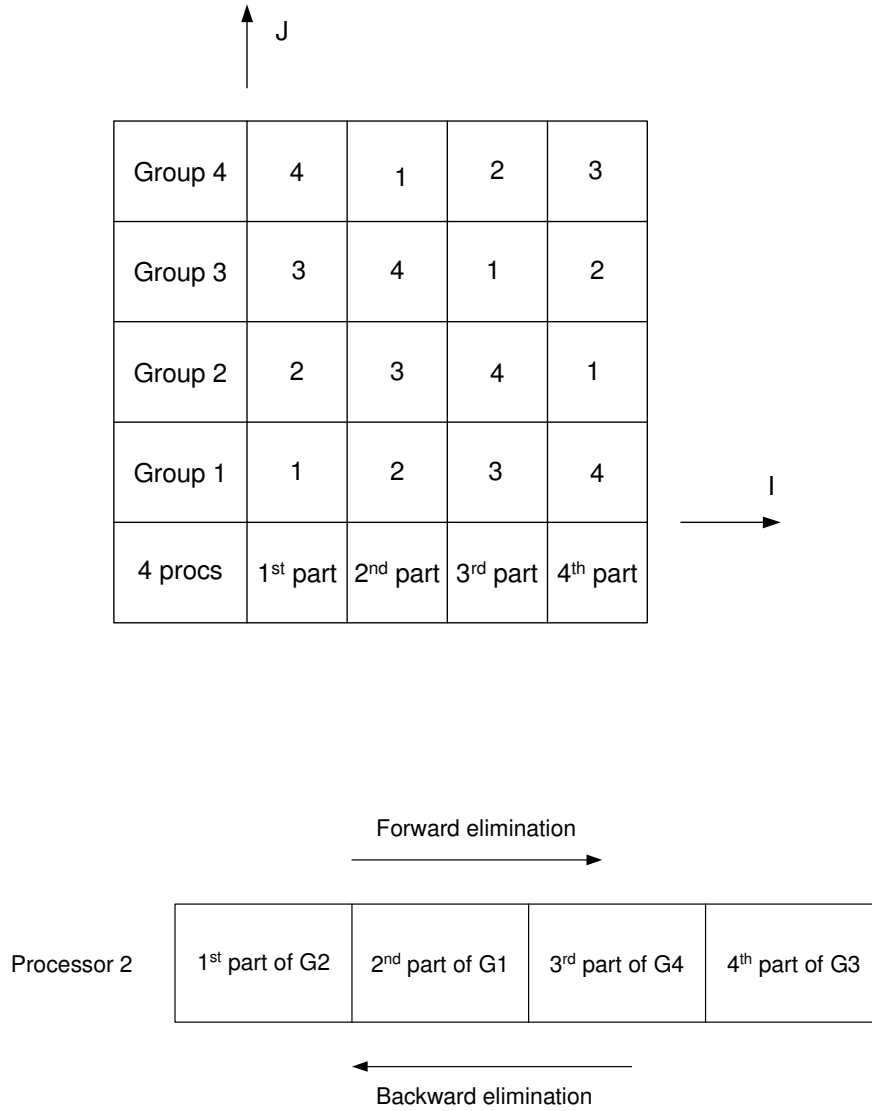 J
Group 4 4 1 2 3
Group 3 3 4 1 2
Group 2 2 3 4 1
Group 1 1 2 3 4
I
4 procs 1st part 2nd part 3rd part 4th part
Forward elimination
Processor 2 1st part of G2 2nd part of G1 3rd part of G4 4th part of G3
Backward elimination